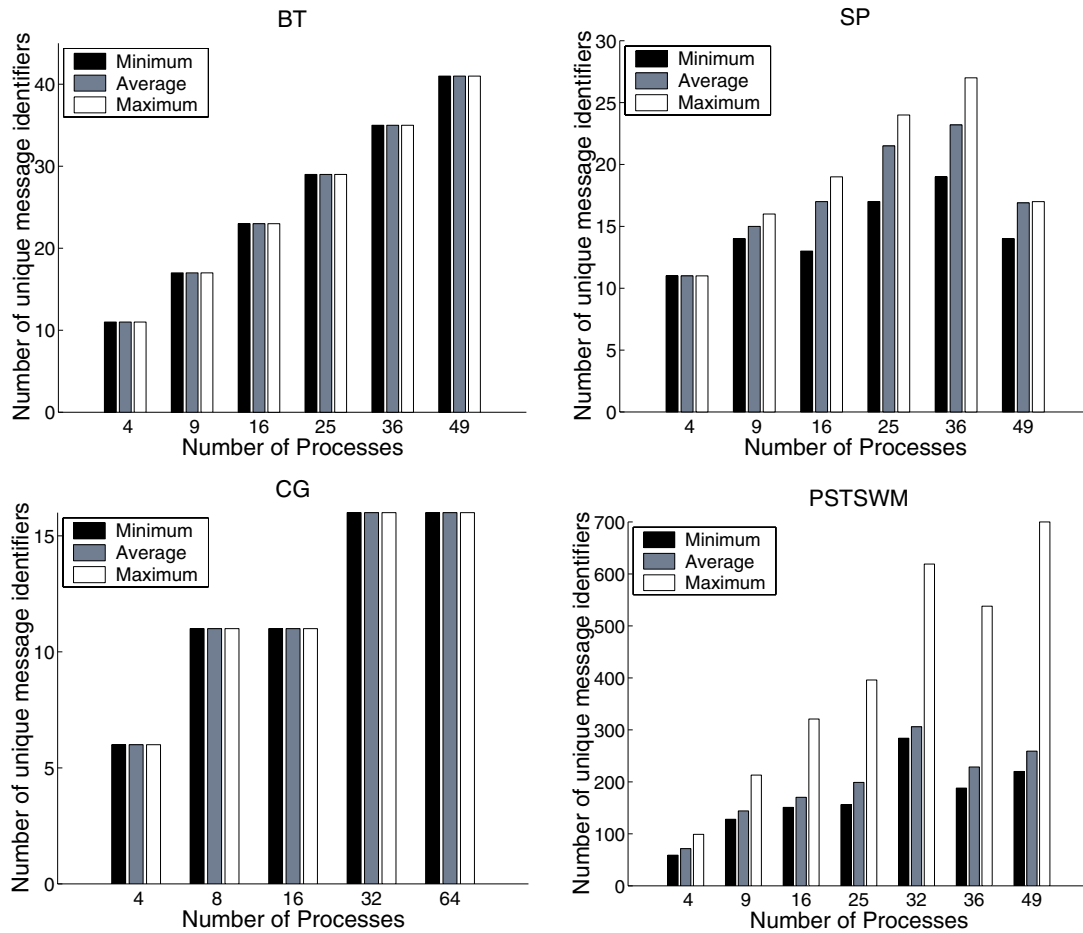 BT
Number of unique message identifiers
Minimum
Average
Maximum
40
30
20
10
0
4 9 16 25 36 49
Number of Processes
SP
Number of unique message identifiers
Minimum
Average
Maximum
30
25
20
15
10
5
0
4 9 16 25 36 49
Number of Processes
CG
Number of unique message identifiers
Minimum
Average
Maximum
15
10
5
0
4 8 16 32 64
Number of Processes
PSTSWM
Number of unique message identifiers
Minimum
Average
Maximum
700
600
500
400
300
200
100
0
4 9 16 25 32 36 49
Number of Processes